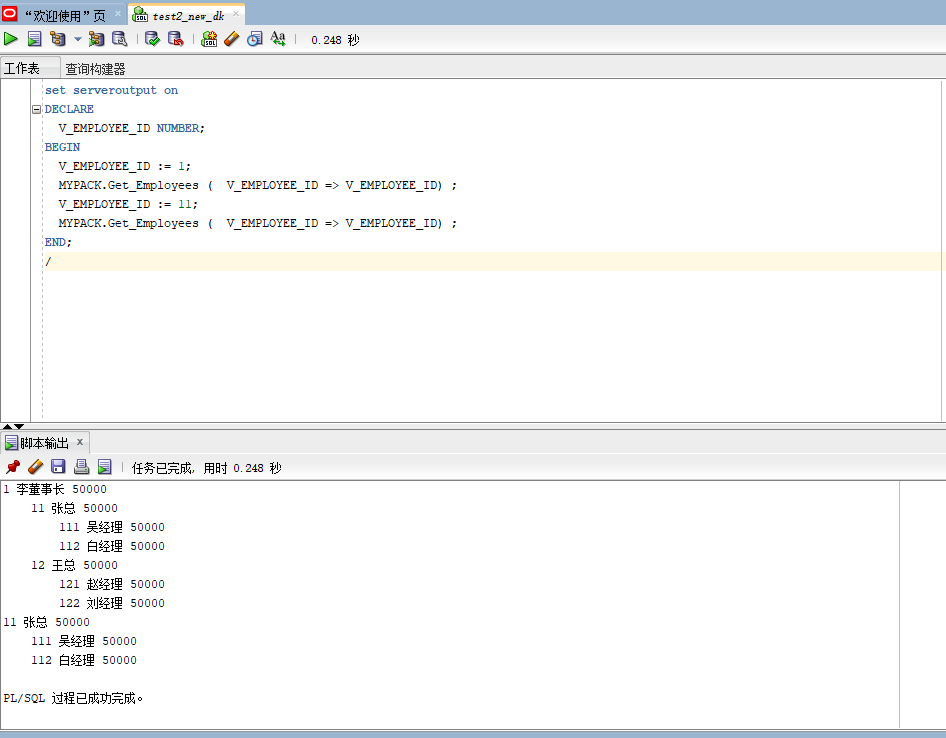 “欢迎使用”页 × test2_new_dk ×
0.248 秒
工作表 查询构建器
set serveroutput on
DECLARE
  V_EMPLOYEE_ID NUMBER;
BEGIN
  V_EMPLOYEE_ID := 1;
  MYPACK.Get_Employees (  V_EMPLOYEE_ID => V_EMPLOYEE_ID) ;
  V_EMPLOYEE_ID := 11;
  MYPACK.Get_Employees (  V_EMPLOYEE_ID => V_EMPLOYEE_ID) ;
END;
/
脚本输出 ×
任务已完成, 用时 0.248 秒
1 李董事长 50000
    11 张总 50000
        111 吴经理 50000
        112 白经理 50000
    12 王总 50000
        121 赵经理 50000
        122 刘经理 50000
11 张总 50000
    111 吴经理 50000
    112 白经理 50000
PL/SQL 过程已成功完成。